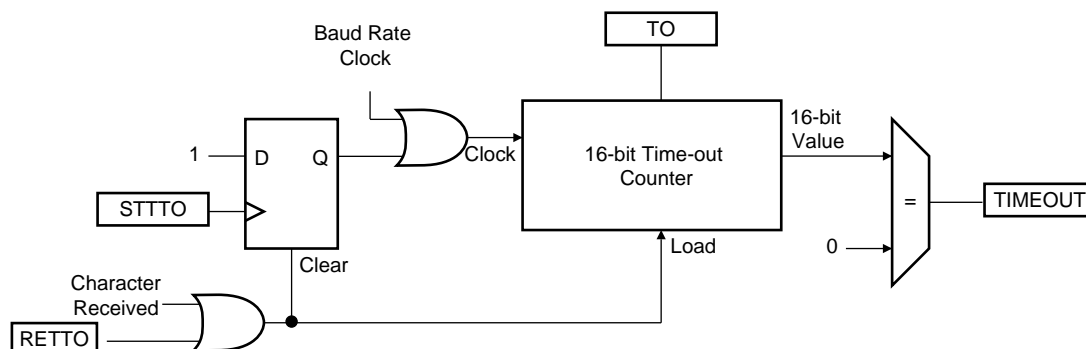 TO
Baud Rate
Clock
16-bit
Value
1
D
Q
Clock
16-bit Time-out
Counter
STTTO
=
TIMEOUT
Clear
Load
0
Character
Received
RETTO